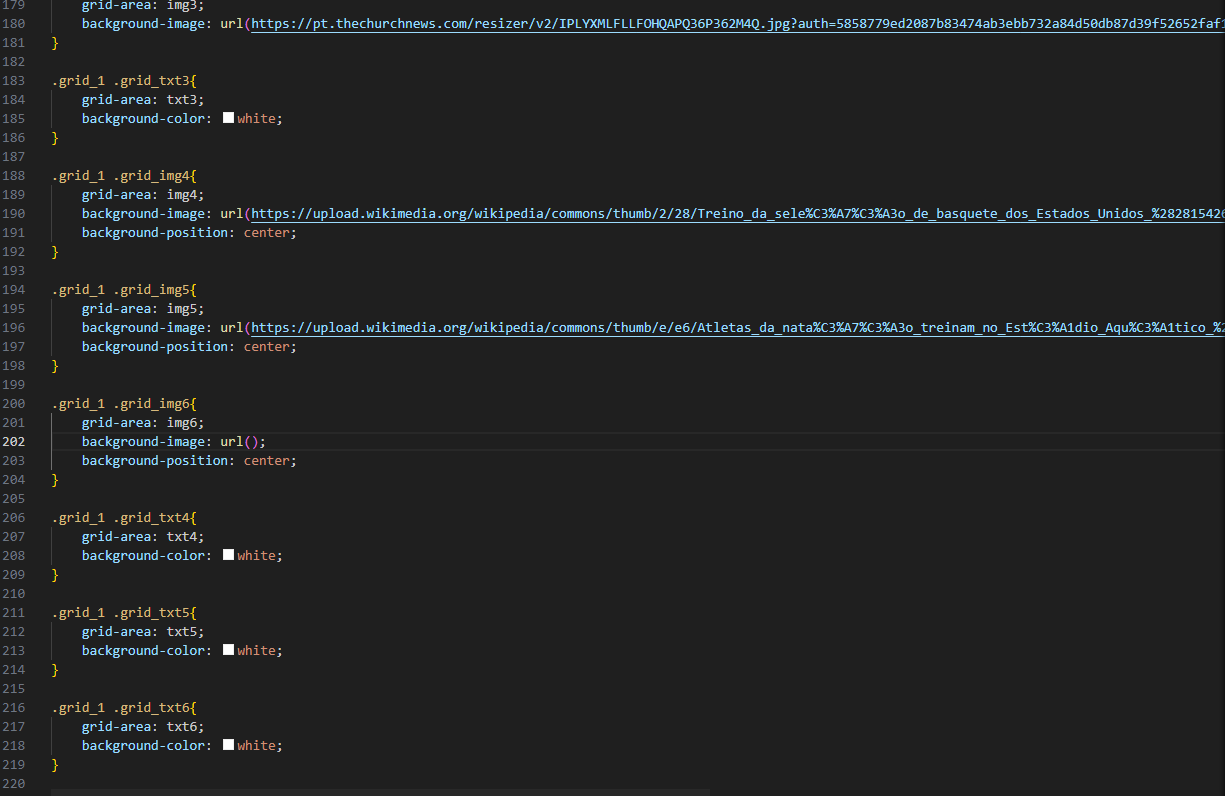 179 grid-area: img3;
180 background-image: url(https://pt.thechurchnews.com/resizer/v2/IPLYXMLFLLFOHQAPQ36P362M4Q.jpg?auth=5858779ed2087b83474ab3ebb732a84d50db87d39f52652faf1
181 }
182
183 .grid_1 .grid_txt3{
184 grid-area: txt3;
185 background-color: white;
186 }
187
188 .grid_1 .grid_img4{
189 grid-area: img4;
190 background-image: url(https://upload.wikimedia.org/wikipedia/commons/thumb/2/28/Treino_da_sele%C3%A7%C3%A3o_de_basquete_dos_Estados_Unidos_%282815426
191 background-position: center;
192 }
193
194 .grid_1 .grid_img5{
195 grid-area: img5;
196 background-image: url(https://upload.wikimedia.org/wikipedia/commons/thumb/e/e6/Atletas_da_nata%C3%A7%C3%A3o_treinam_no_Est%C3%A1dio_Aqu%C3%A1tico_%2
197 background-position: center;
198 }
199
200 .grid_1 .grid_img6{
201 grid-area: img6;
202 background-image: url();
203 background-position: center;
204 }
205
206 .grid_1 .grid_txt4{
207 grid-area: txt4;
208 background-color: white;
209 }
210
211 .grid_1 .grid_txt5{
212 grid-area: txt5;
213 background-color: white;
214 }
215
216 .grid_1 .grid_txt6{
217 grid-area: txt6;
218 background-color: white;
219 }
220